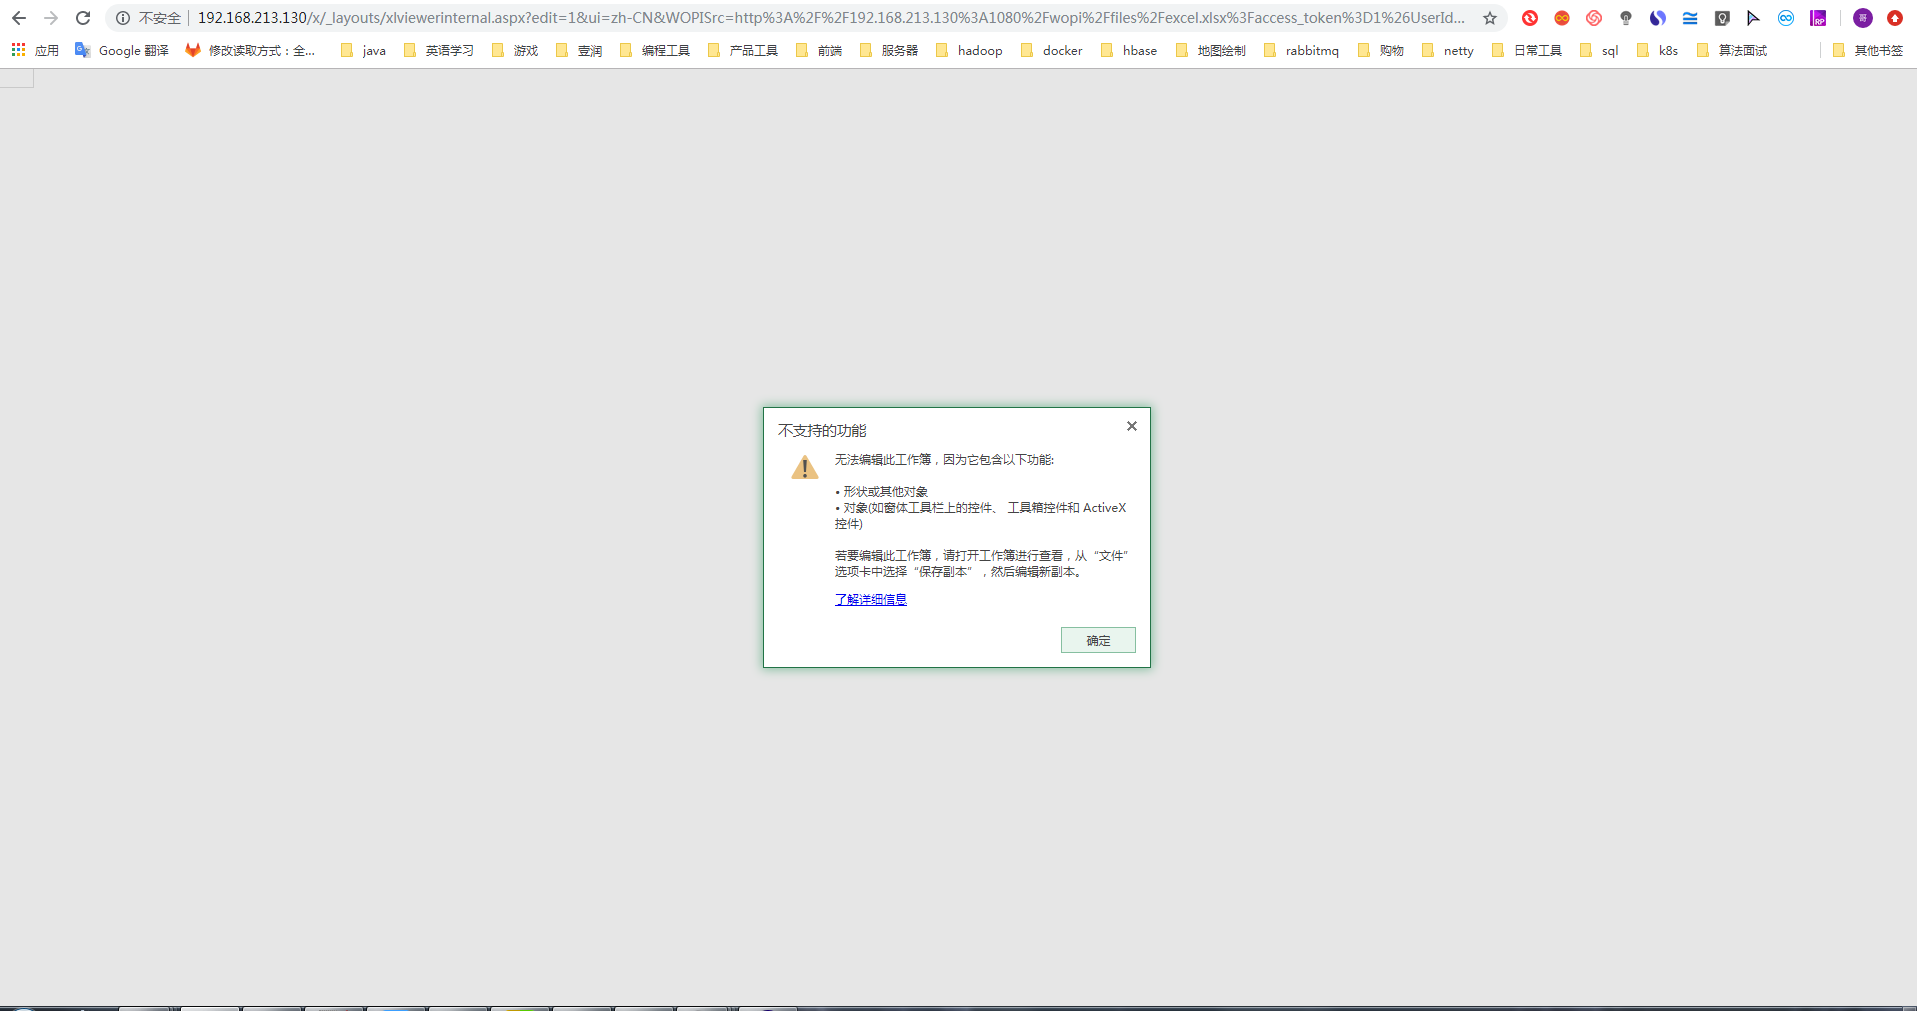 不安全 192.168.213.130/x/_layouts/xlviewerinternal.aspx?edit=1&ui=zh-CN&WOPISrc=http%3A%2F%2F192.168.213.130%3A1080%2Fwopi%2Ffiles%2Fexcel.xlsx%3Faccess_token%3D1%26UserId... RP 哥
应用 Google 翻译 修改读取方式：全... java 英语学习 游戏 壹润 编程工具 产品工具 前端 服务器 hadoop docker hbase 地图绘制 rabbitmq 购物 netty 日常工具 sql k8s 算法面试 其他书签
不支持的功能
无法编辑此工作簿，因为它包含以下功能:
• 形状或其他对象
• 对象(如窗体工具栏上的控件、 工具箱控件和 ActiveX
控件)
若要编辑此工作簿，请打开工作簿进行查看，从“文件”
选项卡中选择“保存副本”，然后编辑新副本。
了解详细信息
确定